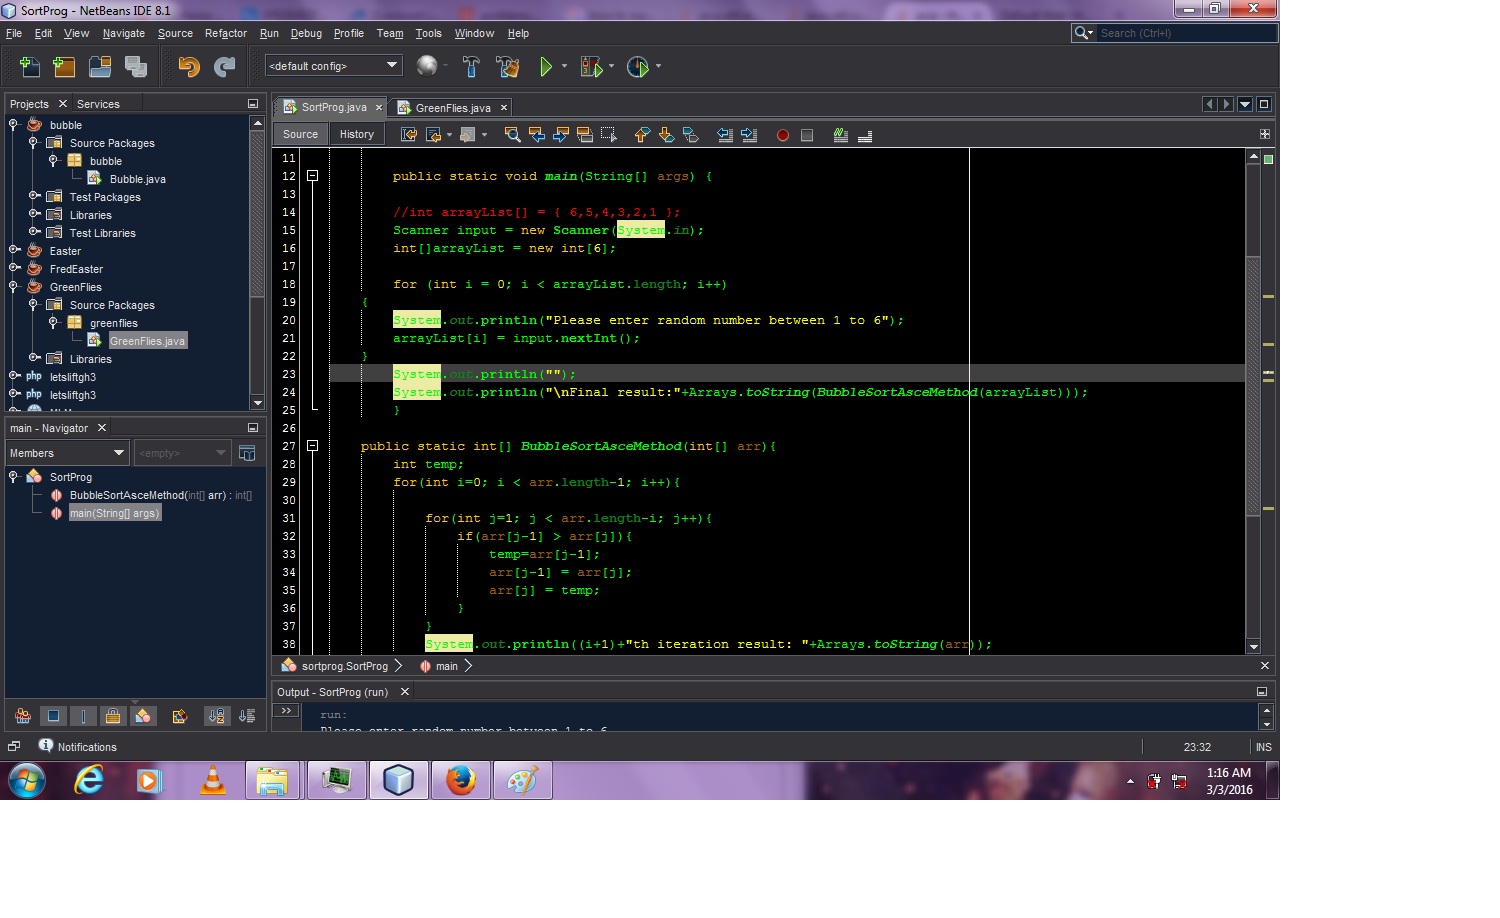 SortProg - NetBeans IDE 8.1
File Edit View Navigate Source Refactor Run Debug Profile Team Tools Window Help
Search (Ctrl+I)
<default config>
Projects Services
bubble
Source Packages
bubble
Bubble.java
Test Packages
Libraries
Test Libraries
Easter
FredEaster
GreenFlies
Source Packages
greenflies
GreenFlies.java
Libraries
php letsliftgh3
php letsliftgh3
main - Navigator
Members <empty>
SortProg
BubbleSortAsceMethod(int[] arr) : int[]
main(String[] args)
SortProg.java GreenFlies.java
Source History
11
12 public static void main(String[] args) {
13
14 //int arrayList[] = { 6,5,4,3,2,1 };
15 Scanner input = new Scanner(System.in);
16 int[]arrayList = new int[6];
17
18 for (int i = 0; i < arrayList.length; i++)
19 {
20 System.out.println("Please enter random number between 1 to 6");
21 arrayList[i] = input.nextInt();
22 }
23 System.out.println("");
24 System.out.println("\nFinal result:"+Arrays.toString(BubbleSortAsceMethod(arrayList)));
25 }
26
27 public static int[] BubbleSortAsceMethod(int[] arr){
28 int temp;
29 for(int i=0; i < arr.length-1; i++){
30
31 for(int j=1; j < arr.length-i; j++){
32 if(arr[j-1] > arr[j]){
33 temp=arr[j-1];
34 arr[j-1] = arr[j];
35 arr[j] = temp;
36 }
37 }
38 System.out.println((i+1)+"th iteration result: "+Arrays.toString(arr));
sortprog.SortProg main
Output - SortProg (run)
>> run:
Please enter random number between 1 to 6
Notifications
23:32 INS
1:16 AM
3/3/2016